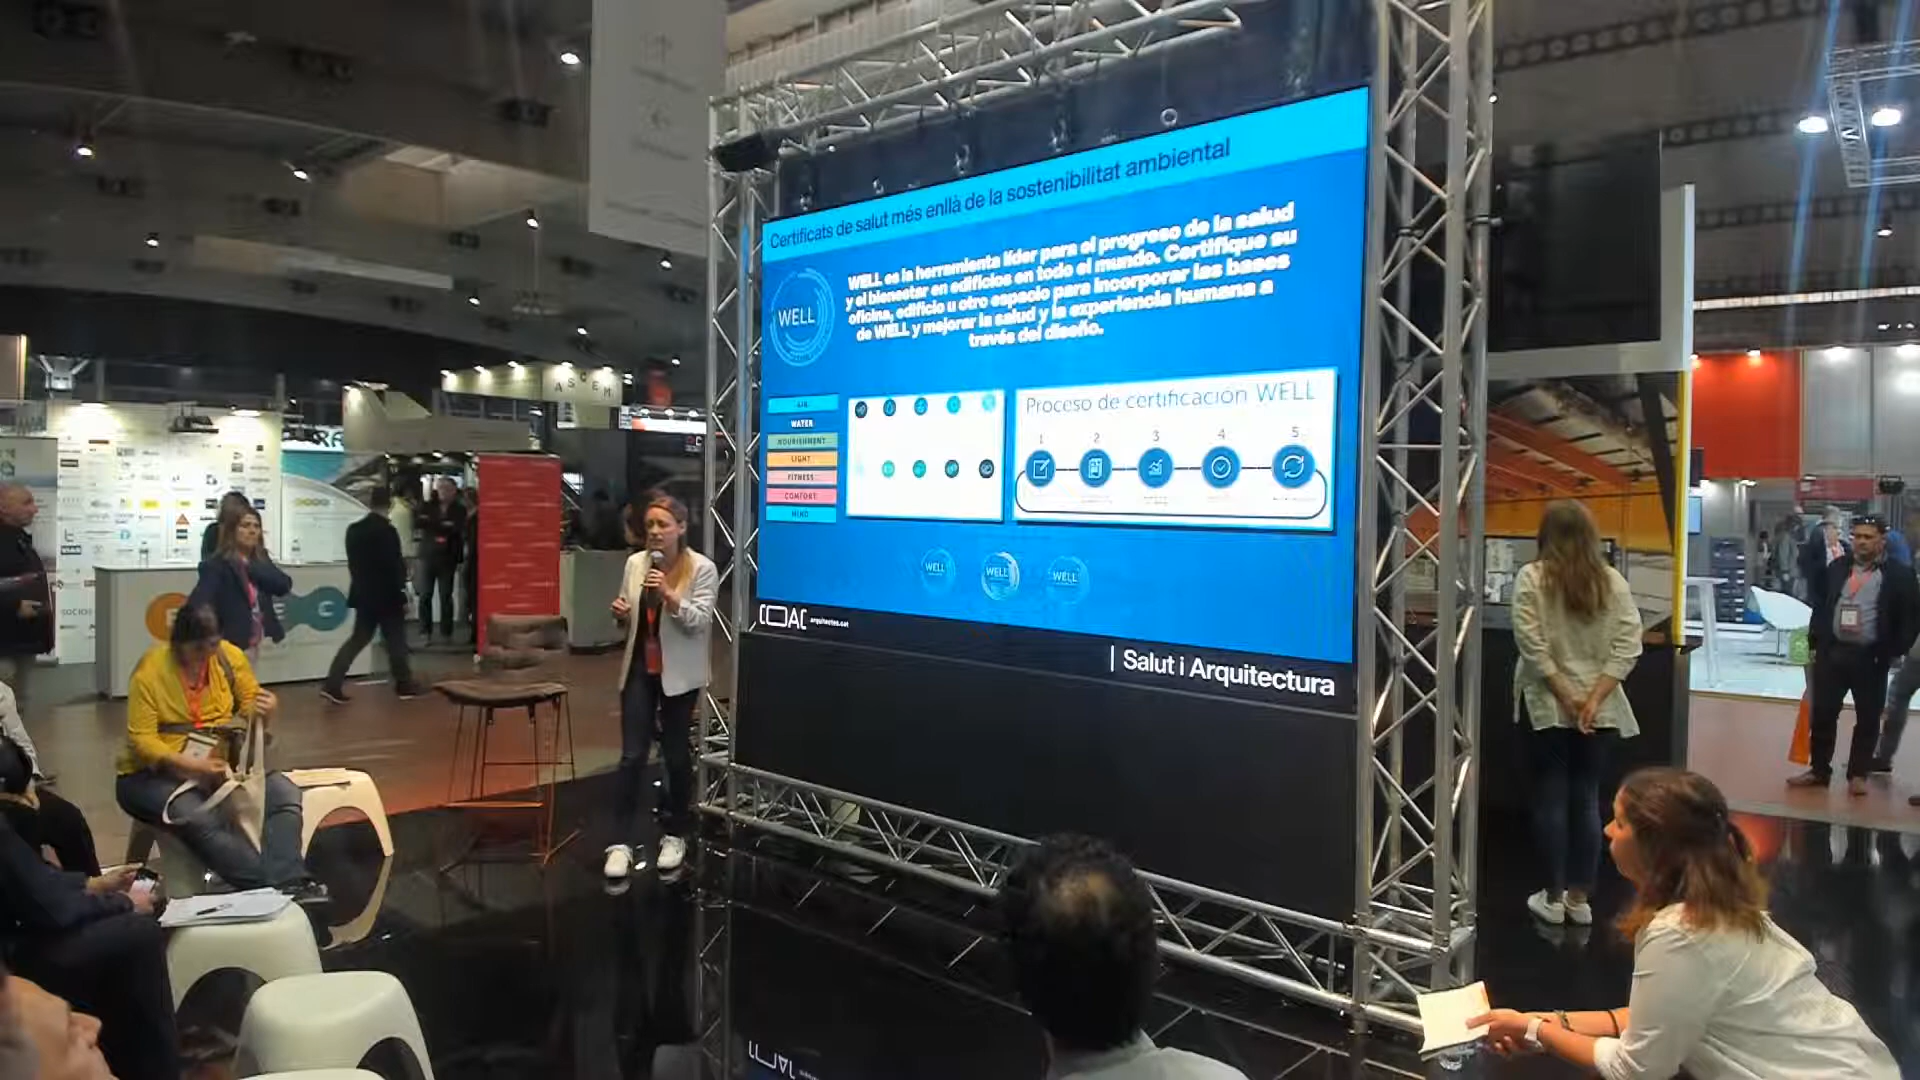 Certificats de salut més enllà de la sostenibilitat ambiental
WELL es la herramienta líder para el progreso de la salud
y el bienestar en edificios en todo el mundo. Certifique su
oficina, edificio u otro espacio para incorporar las bases
de WELL y mejorar la salud y la experiencia humana a
través del diseño.
WELL
AIR
WATER
NOURISHMENT
LIGHT
FITNESS
COMFORT
MIND
Proceso de certificación WELL
1 2 3 4 5
WELL
WELL
WELL
COAC arquitectes.cat
| Salut i Arquitectura
ASCEM
SOCIOS